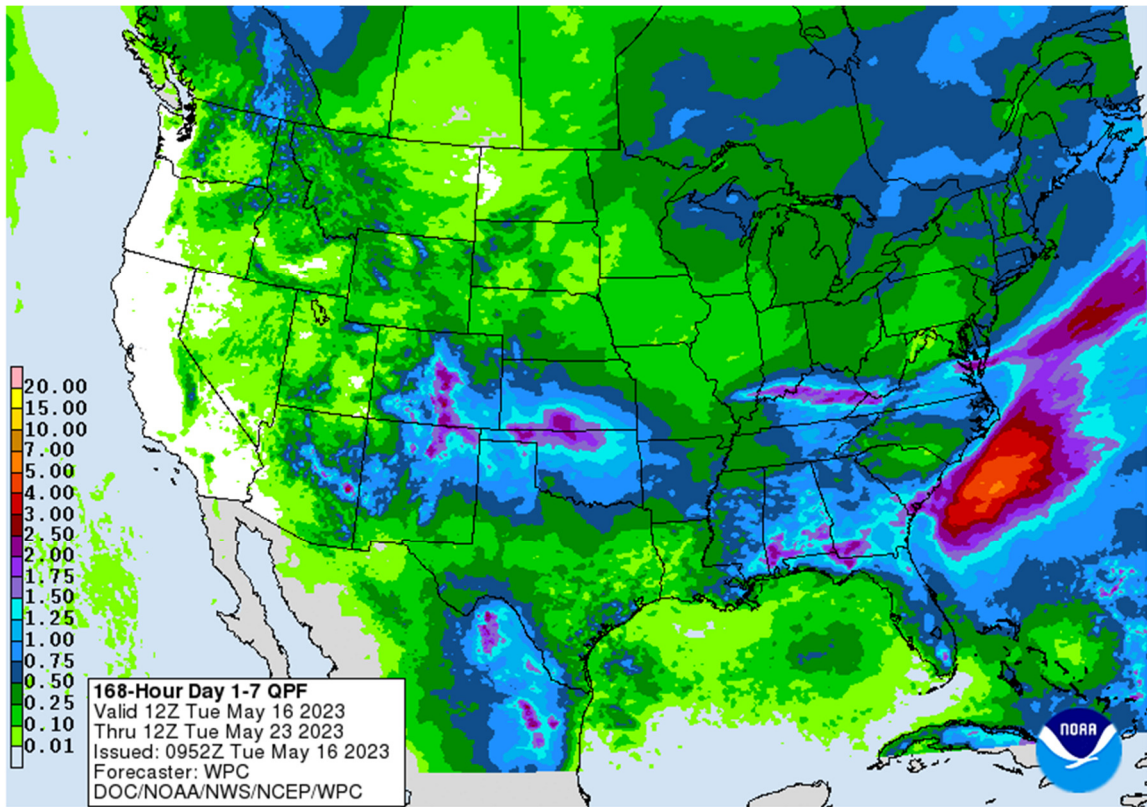 20.00
15.00
10.00
7.00
5.00
4.00
3.00
2.50
2.00
1.75
1.50
1.25
1.00
0.75
0.50
0.25
0.10
0.01
168-Hour Day 1-7 QPF
Valid 12Z Tue May 16 2023
Thru 12Z Tue May 23 2023
Issued: 0952Z Tue May 16 2023
Forecaster: WPC
DOC/NOAA/NWS/NCEP/WPC
NOAA